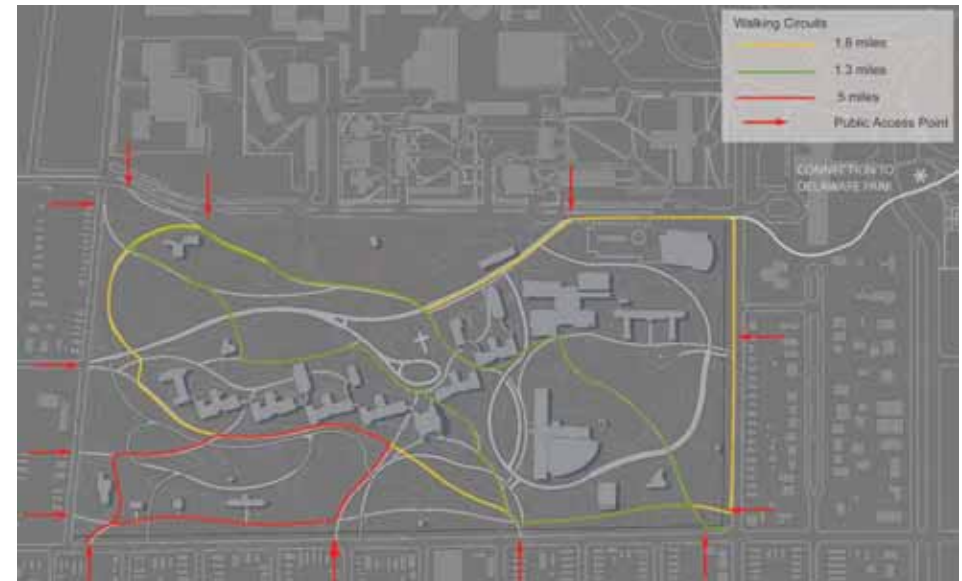 Walking Circuits
1.6 miles
1.3 miles
.5 miles
Public Access Point
CONNECTION TO
DELAWARE PARK